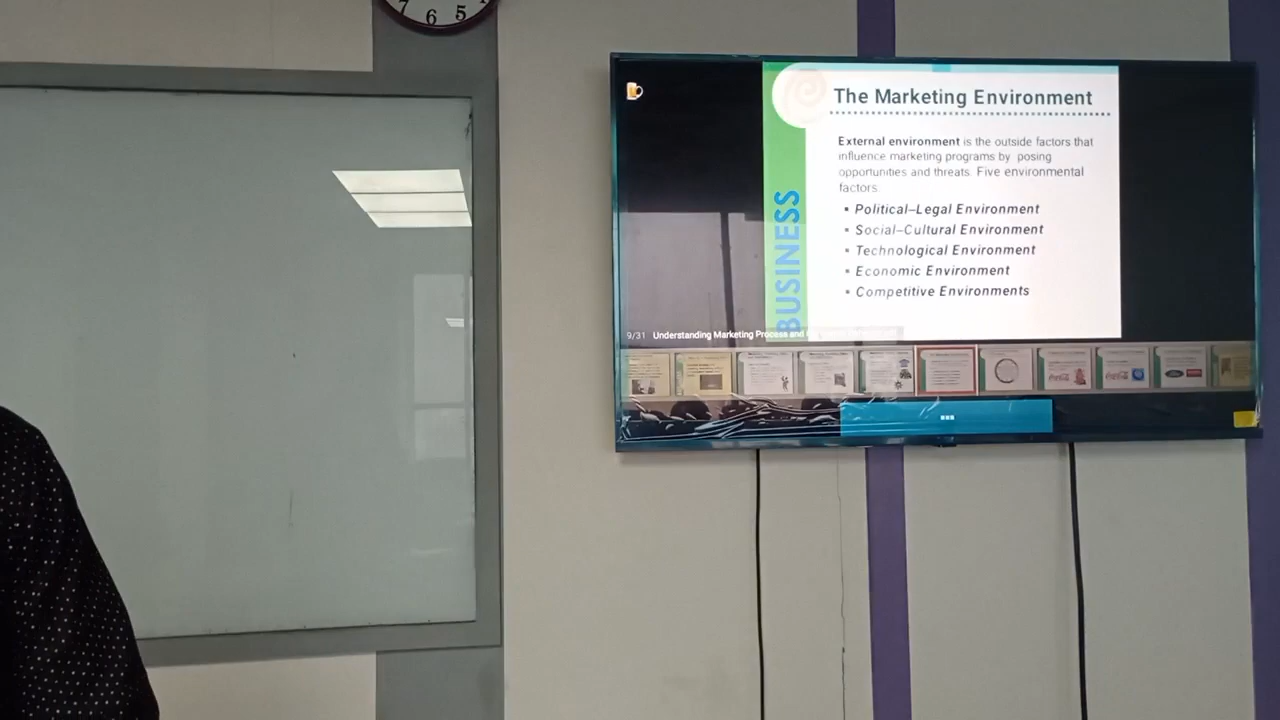 7 6 5
The Marketing Environment
External environment is the outside factors that
influence marketing programs by posing
opportunities and threats. Five environmental
factors.
▪ Political–Legal Environment
▪ Social–Cultural Environment
▪ Technological Environment
▪ Economic Environment
▪ Competitive Environments
BUSINESS
9/31 Understanding Marketing Process and